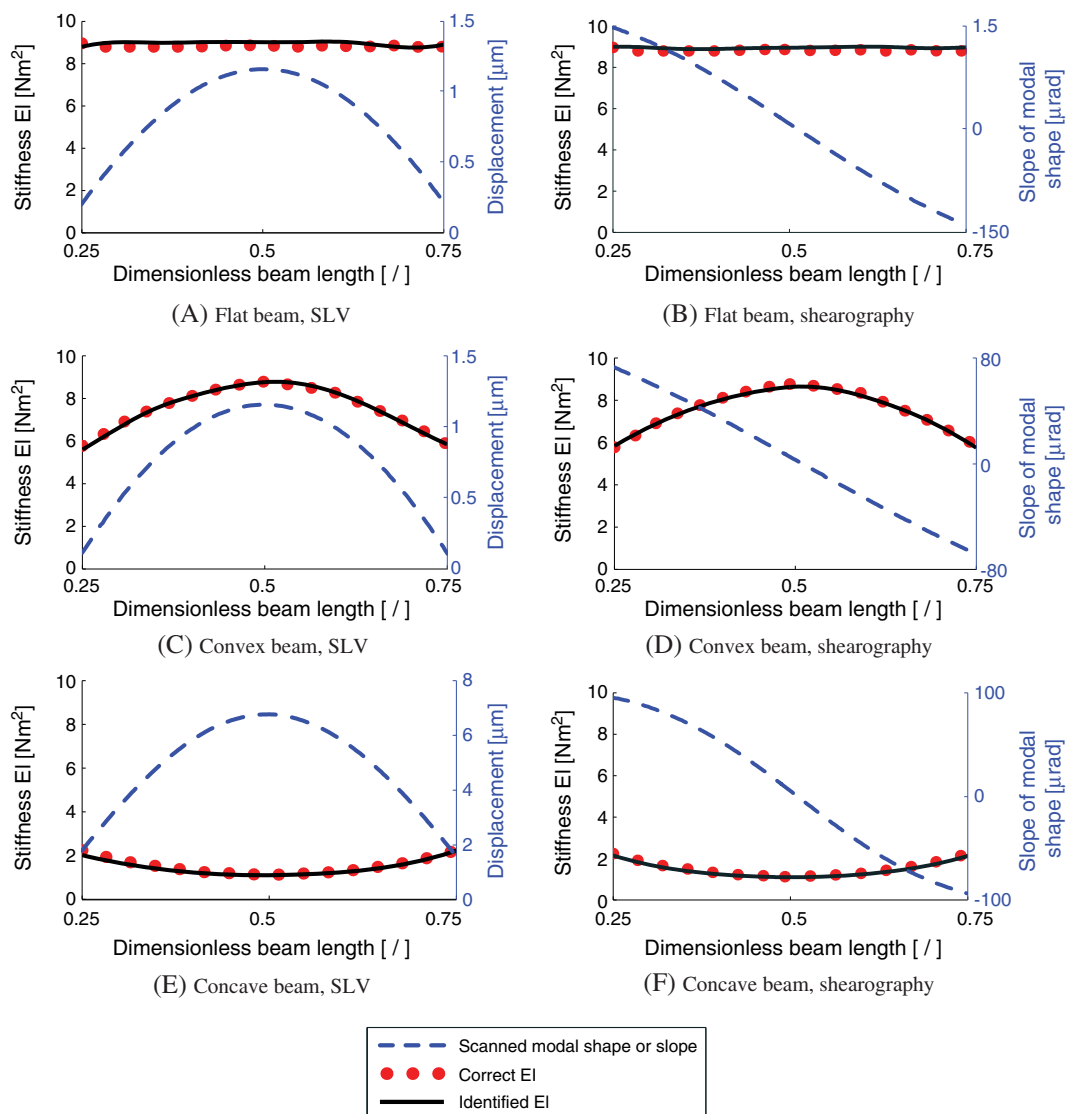 10
8
6
4
2
0
Stiffness EI [Nm²]
1.5
1
0.5
0
Displacement [µm]
0.25
0.5
0.75
Dimensionless beam length [ / ]
(A) Flat beam, SLV
10
8
6
4
2
0
Stiffness EI [Nm²]
1.5
0
-150
Slope of modal
shape [µrad]
0.25
0.5
0.75
Dimensionless beam length [ / ]
(B) Flat beam, shearography
10
8
6
4
2
0
Stiffness EI [Nm²]
1.5
1
0.5
0
Displacement [µm]
0.25
0.5
0.75
Dimensionless beam length [ / ]
(C) Convex beam, SLV
10
8
6
4
2
0
Stiffness EI [Nm²]
80
0
-80
Slope of modal
shape [µrad]
0.25
0.5
0.75
Dimensionless beam length [ / ]
(D) Convex beam, shearography
10
8
6
4
2
0
Stiffness EI [Nm²]
8
6
4
2
0
Displacement [µm]
0.25
0.5
0.75
Dimensionless beam length [ / ]
(E) Concave beam, SLV
10
8
6
4
2
0
Stiffness EI [Nm²]
100
0
-100
Slope of modal
shape [µrad]
0.25
0.5
0.75
Dimensionless beam length [ / ]
(F) Concave beam, shearography
Scanned modal shape or slope
Correct EI
Identified EI